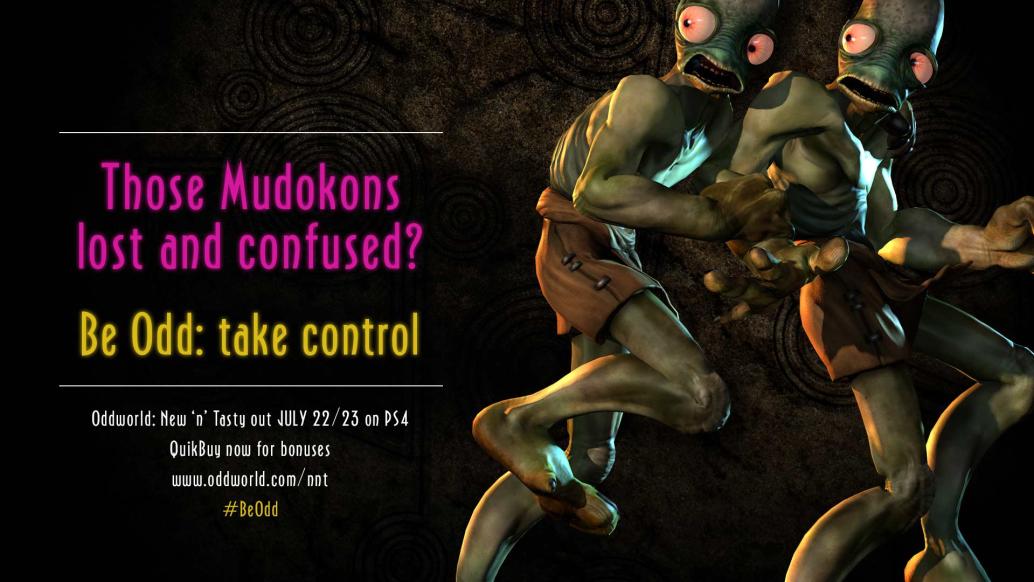 Those Mudokons
lost and confused?
Be Odd: take control
Oddworld: New ‘n’ Tasty out JULY 22/23 on PS4
QuikBuy now for bonuses
www.oddworld.com/nnt
#BeOdd